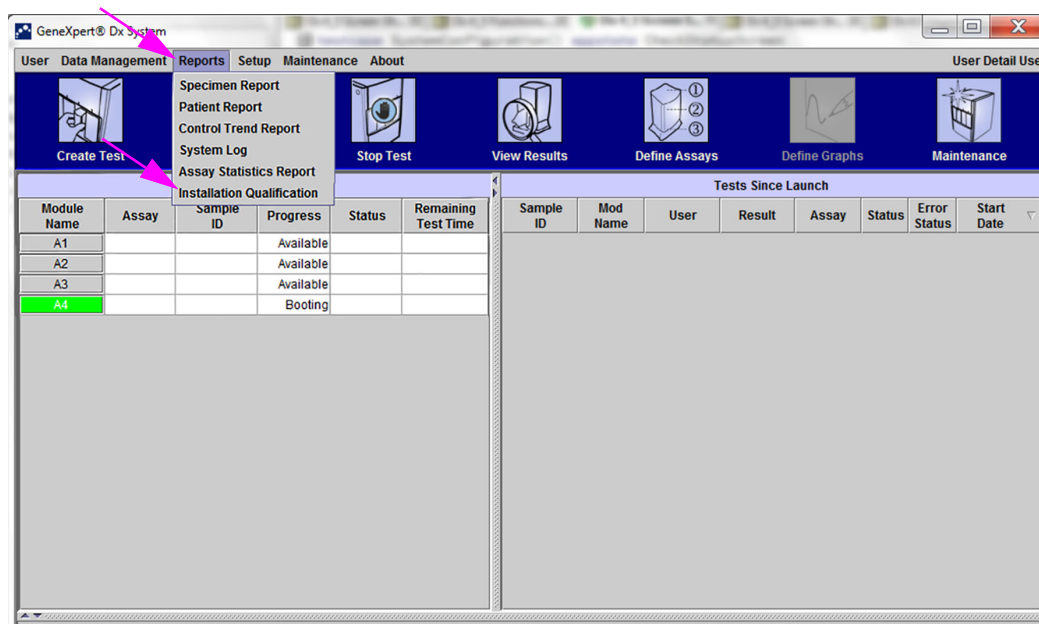 GeneXpert® Dx System
User Data Management Reports Setup Maintenance About User Detail Use
Specimen Report
Patient Report
Control Trend Report
System Log
Assay Statistics Report
Installation Qualification
Create Test Stop Test View Results Define Assays Define Graphs Maintenance
Tests Since Launch
Module Name Assay Sample ID Progress Status Remaining Test Time
Sample ID Mod Name User Result Assay Status Error Status Start Date
A1 Available
A2 Available
A3 Available
A4 Booting